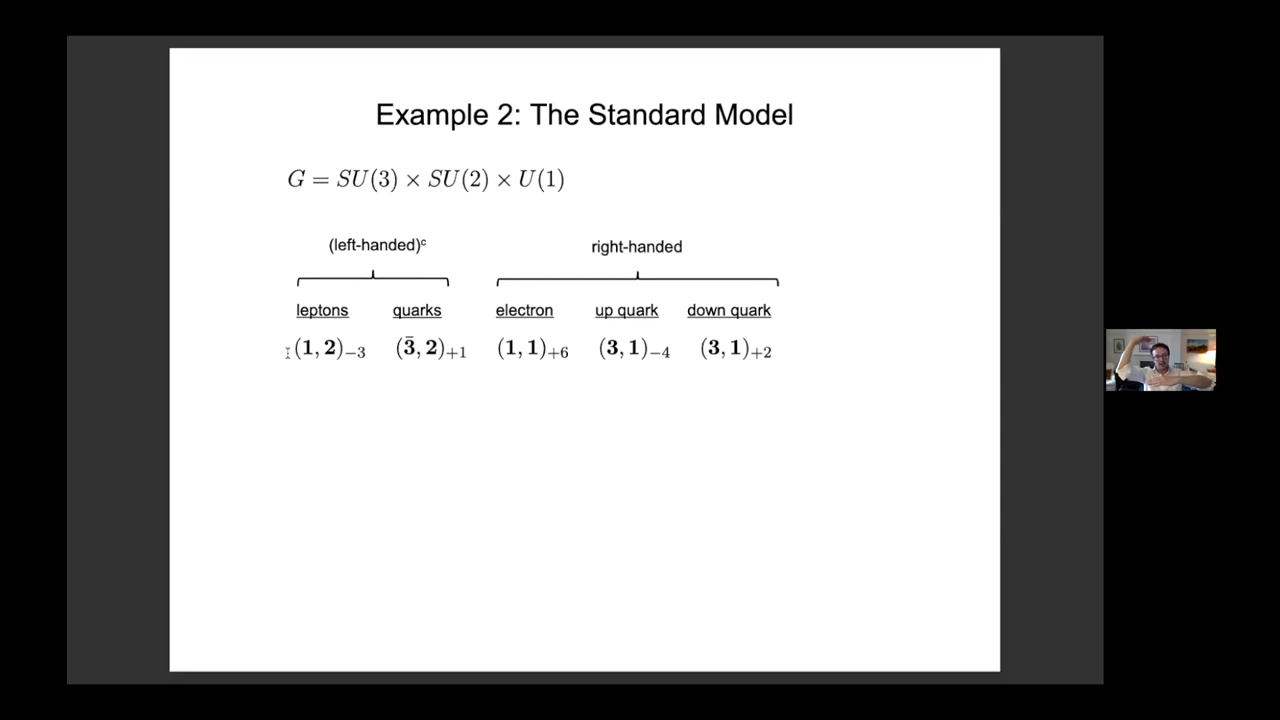 Example 2: The Standard Model
G = SU(3) × SU(2) × U(1)
(left-handed)ᶜ right-handed
leptons quarks electron up quark down quark
(1, 2)₋₃ (3̄, 2)₊₁ (1, 1)₊₆ (3, 1)₋₄ (3, 1)₊₂